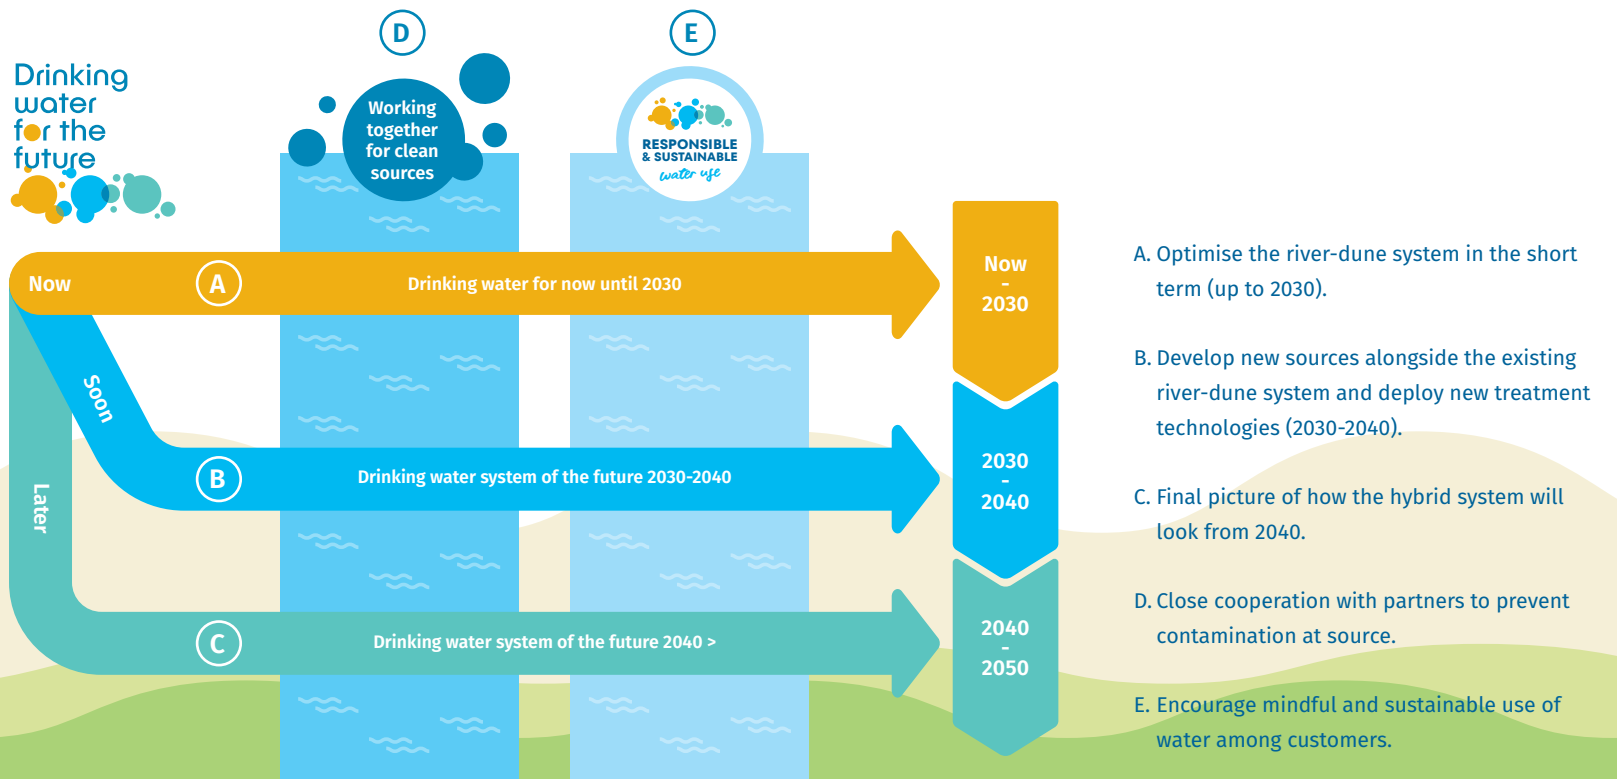 D
E
Drinking
water
for the
future
Working
together
for clean
sources
RESPONSIBLE
& SUSTAINABLE
water use
Now
A
Drinking water for now until 2030
Now
-
2030
Soon
B
Drinking water system of the future 2030-2040
2030
-
2040
Later
C
Drinking water system of the future 2040 >
2040
-
2050
A. Optimise the river-dune system in the short
term (up to 2030).
B. Develop new sources alongside the existing
river-dune system and deploy new treatment
technologies (2030-2040).
C. Final picture of how the hybrid system will
look from 2040.
D. Close cooperation with partners to prevent
contamination at source.
E. Encourage mindful and sustainable use of
water among customers.